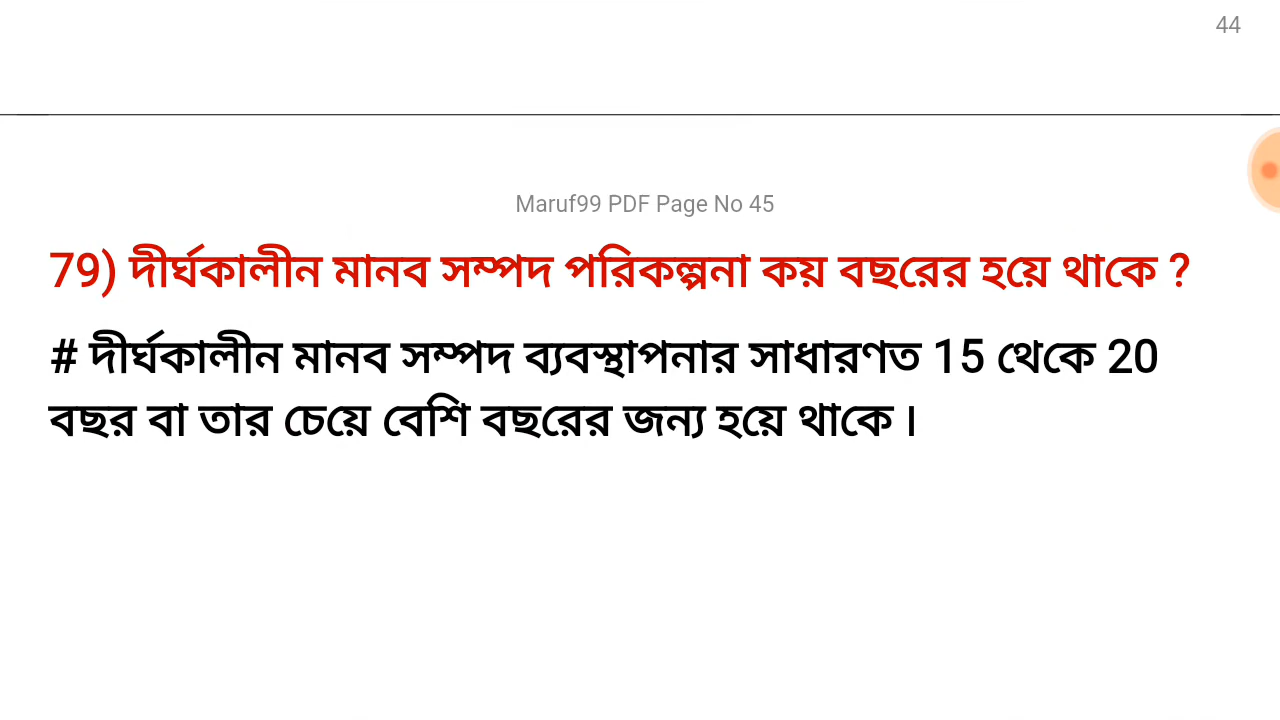 44
Maruf99 PDF Page No 45
79) দীর্ঘকালীন মানব সম্পদ পরিকল্পনা কয় বছরের হয়ে থাকে ?
# দীর্ঘকালীন মানব সম্পদ ব্যবস্থাপনার সাধারণত 15 থেকে 20
বছর বা তার চেয়ে বেশি বছরের জন্য হয়ে থাকে ।